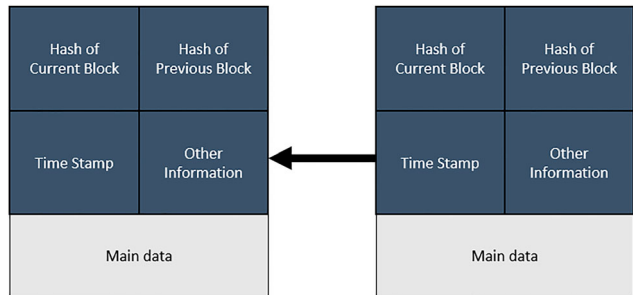 Hash of
Current Block
Hash of
Previous Block
Time Stamp
Other
Information
Main data
Hash of
Current Block
Hash of
Previous Block
Time Stamp
Other
Information
Main data